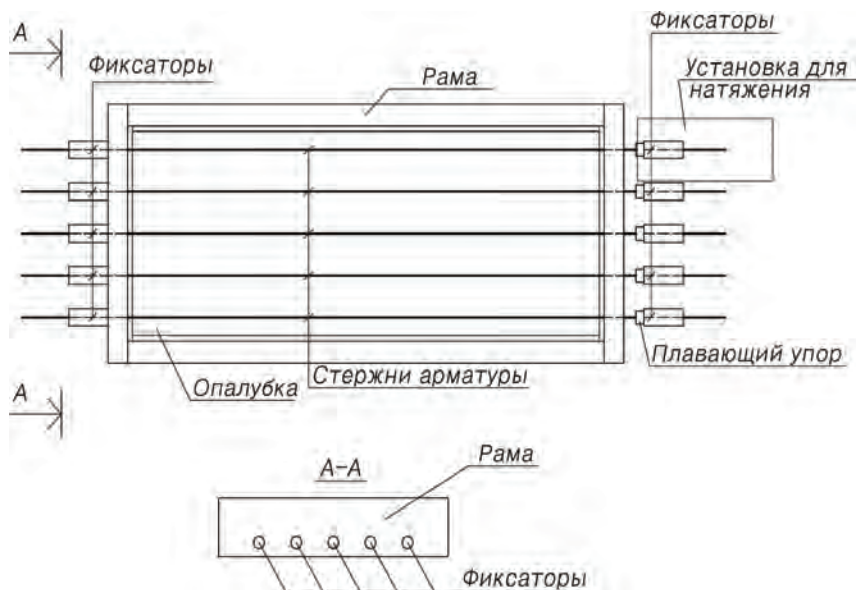 Фиксаторы
А
Фиксаторы
Рама
Установка для
натяжения
Плавающий упор
Стержни арматуры
Опалубка
А
А-А
Рама
Фиксаторы